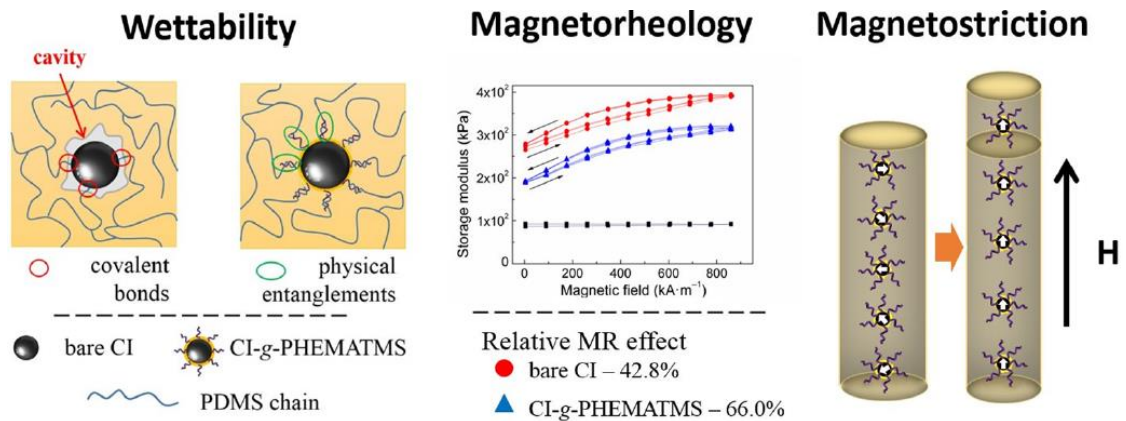 Wettability
cavity
covalent
bonds
physical
entanglements
bare CI
CI-g-PHEMATMS
PDMS chain
Magnetorheology
Storage modulus (kPa)
4x10²
3x10²
2x10²
1x10²
0
200
400
600
800
Magnetic field (kA·m⁻¹)
Relative MR effect
bare CI – 42.8%
CI-g-PHEMATMS – 66.0%
Magnetostriction
H